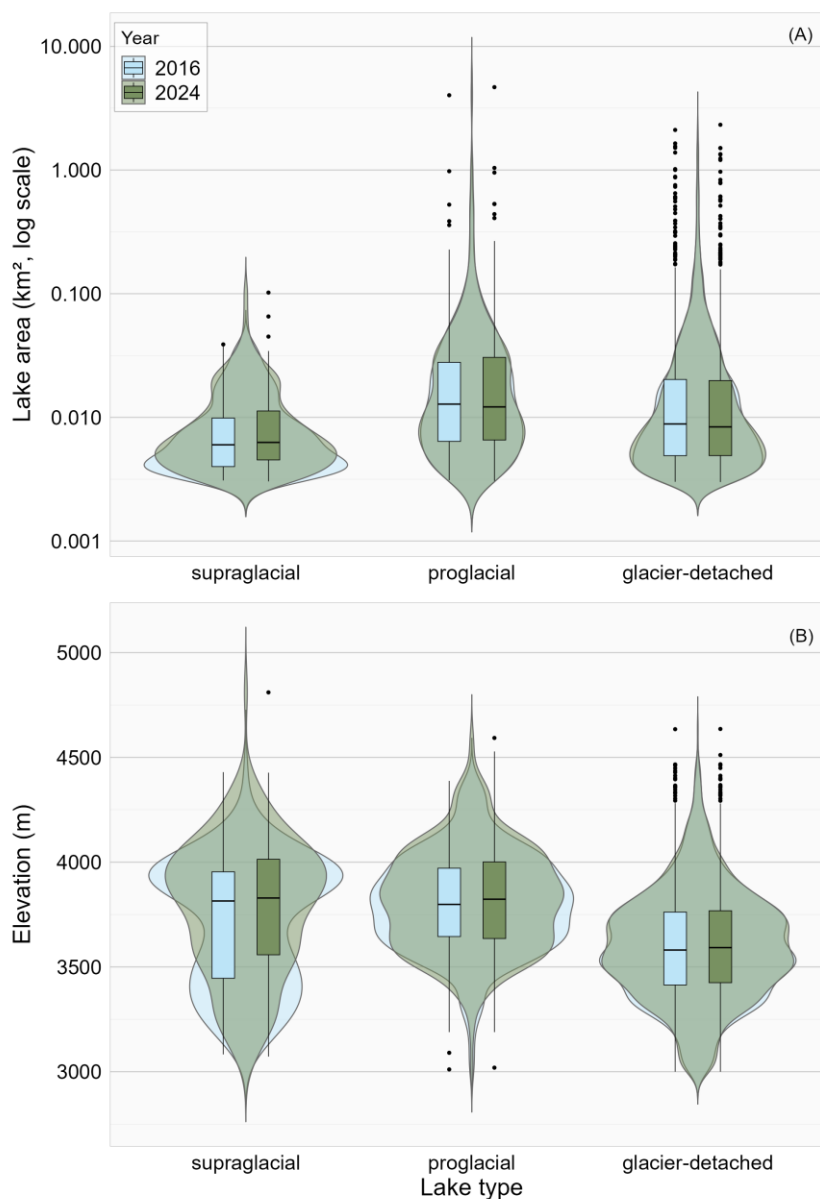 (A)
Year
2016
2024
Lake area (km², log scale)
10.000
1.000
0.100
0.010
0.001
supraglacial proglacial glacier-detached
(B)
Elevation (m)
5000
4500
4000
3500
3000
supraglacial proglacial glacier-detached
Lake type